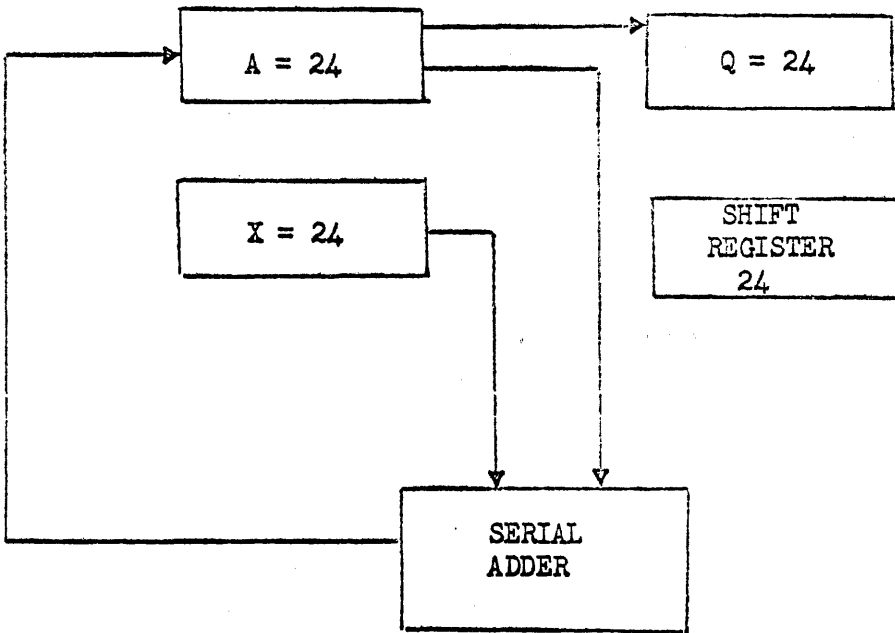 A = 24
Q = 24
X = 24
SHIFT
REGISTER
24
SERIAL
ADDER